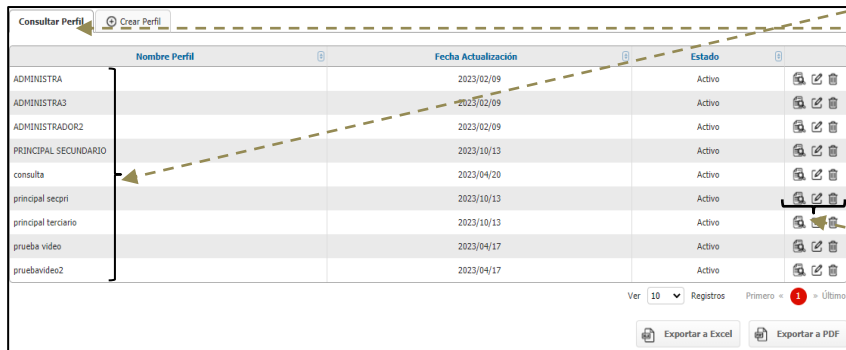 Consultar Perfil Crear Perfil
Nombre Perfil Fecha Actualización Estado
ADMINISTRA 2023/02/09 Activo
ADMINISTRA3 2023/02/09 Activo
ADMINISTRADOR2 2023/02/09 Activo
PRINCIPAL SECUNDARIO 2023/10/13 Activo
consulta 2023/04/20 Activo
principal secpri 2023/10/13 Activo
principal terciario 2023/10/13 Activo
prueba video 2023/04/17 Activo
pruebavideo2 2023/04/17 Activo
Ver 10 Registros Primero « 1 » Último
Exportar a Excel Exportar a PDF